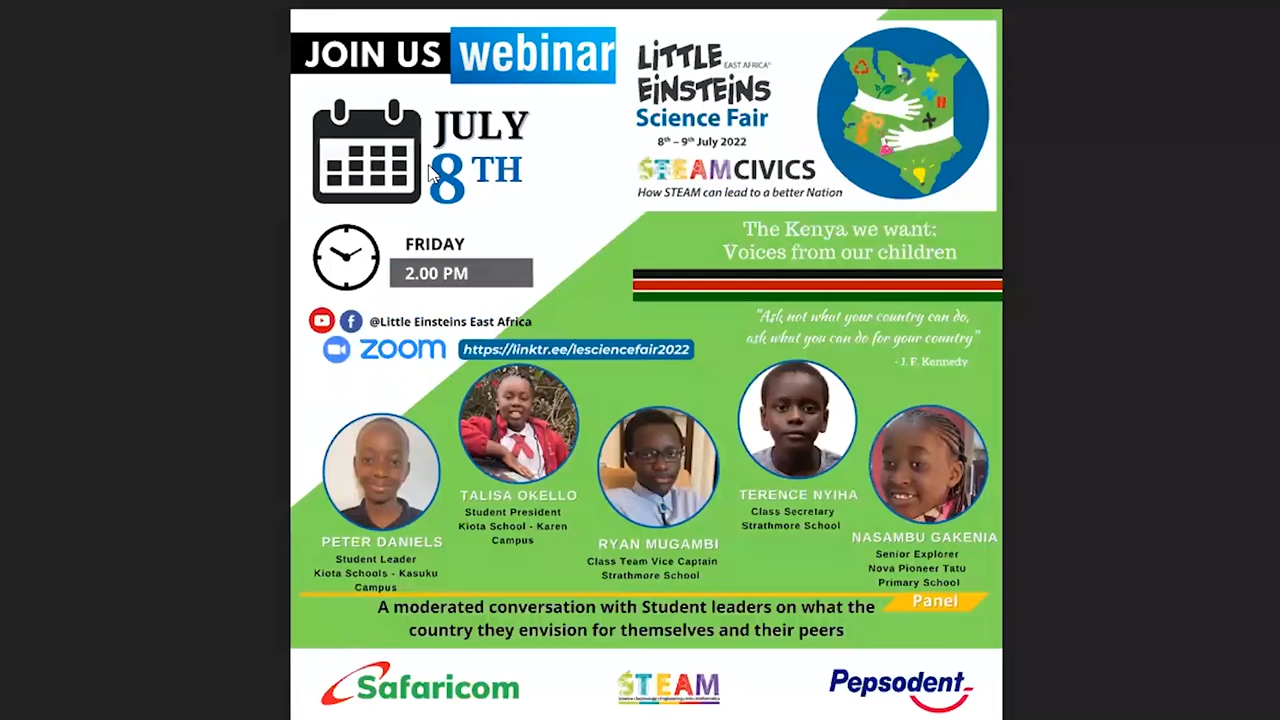 JOIN US webinar
JULY
8TH
FRIDAY
2.00 PM
@Little Einsteins East Africa
zoom https://linktr.ee/lesciencefair2022
LiTTLE EAST AFRICA®
EiNSTEiNS
Science Fair
8th – 9th July 2022
STEAMCIVICS
How STEAM can lead to a better Nation
The Kenya we want:
Voices from our children
"Ask not what your country can do,
ask what you can do for your country"
- J. F. Kennedy
PETER DANIELS
Student Leader
Kiota Schools - Kasuku
Campus
TALISA OKELLO
Student President
Kiota School - Karen
Campus
RYAN MUGAMBI
Class Team Vice Captain
Strathmore School
TERENCE NYIHA
Class Secretary
Strathmore School
NASAMBU GAKENIA
Senior Explorer
Nova Pioneer Tatu
Primary School
Panel
A moderated conversation with Student leaders on what the
country they envision for themselves and their peers
Safaricom
STEAM
Pepsodent